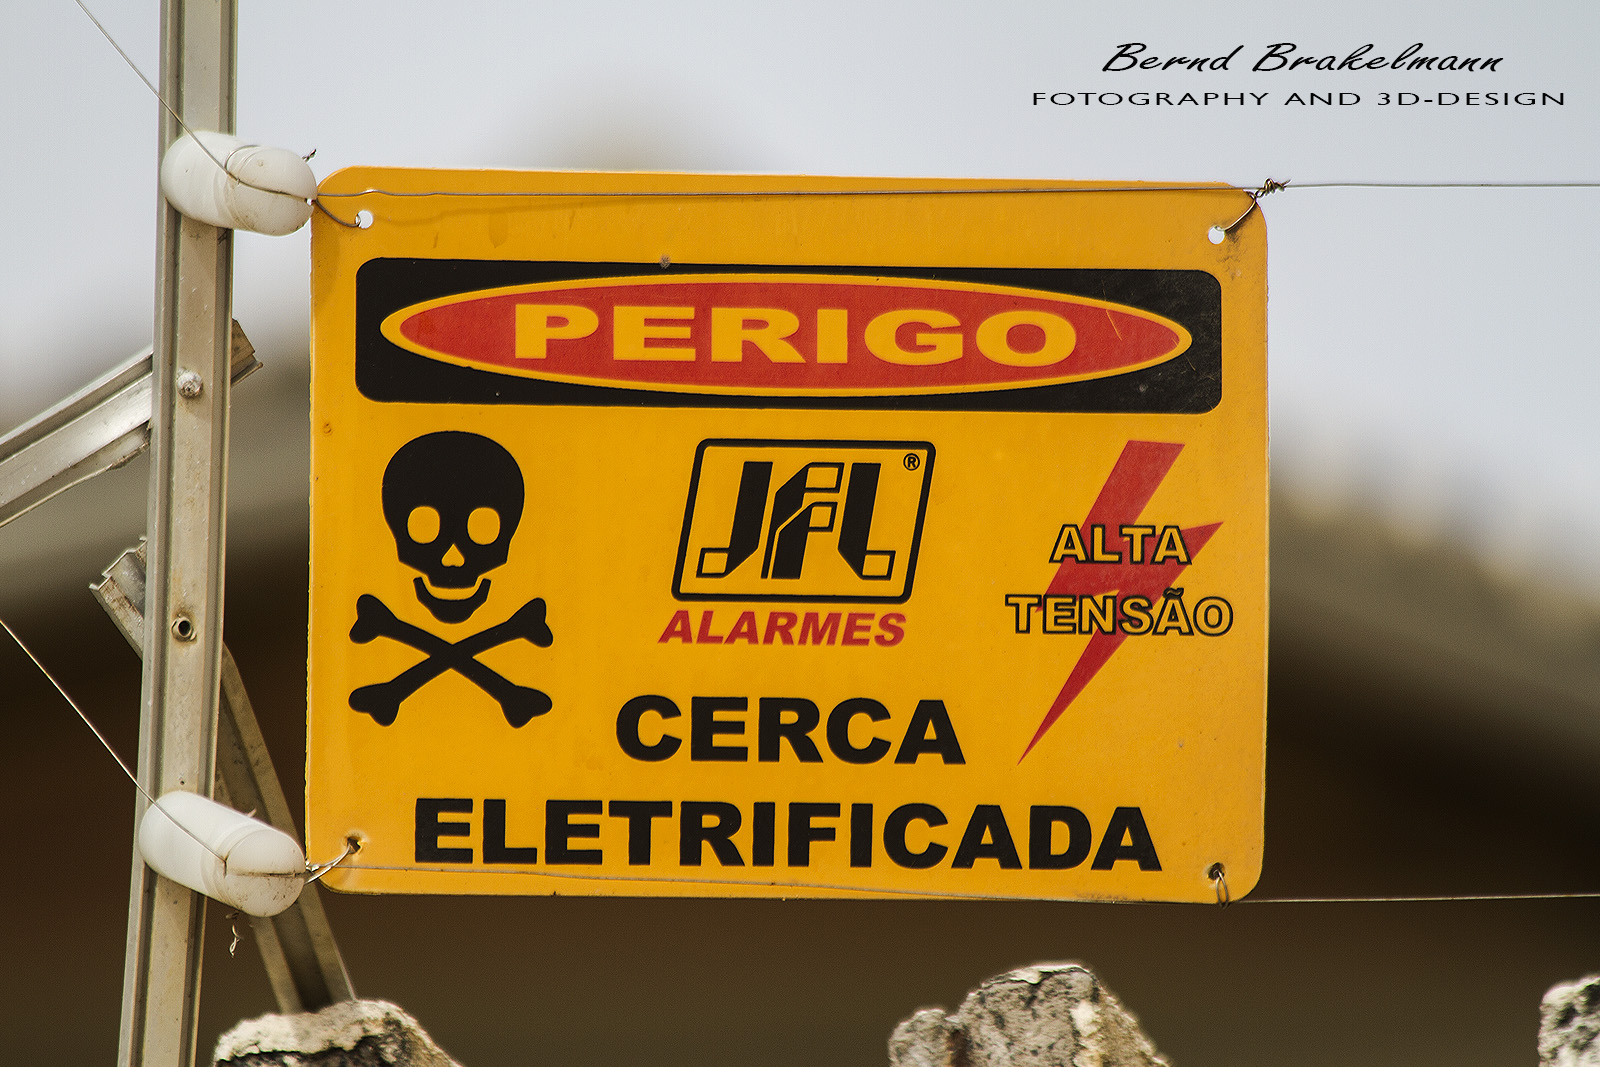 Bernd Brakelmann
FOTOGRAPHY AND 3D-DESIGN
PERIGO
JFL®
ALARMES
ALTA
TENSÃO
CERCA
ELETRIFICADA